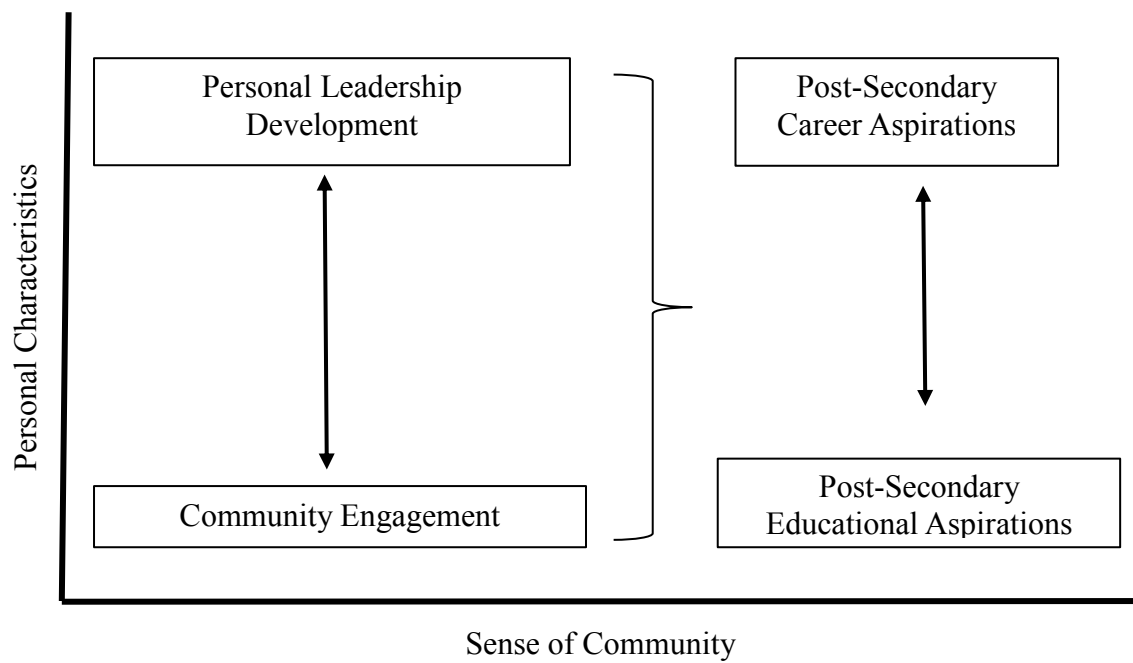 Personal Leadership
Development
Post-Secondary
Career Aspirations
Personal Characteristics
Community Engagement
Post-Secondary
Educational Aspirations
Sense of Community